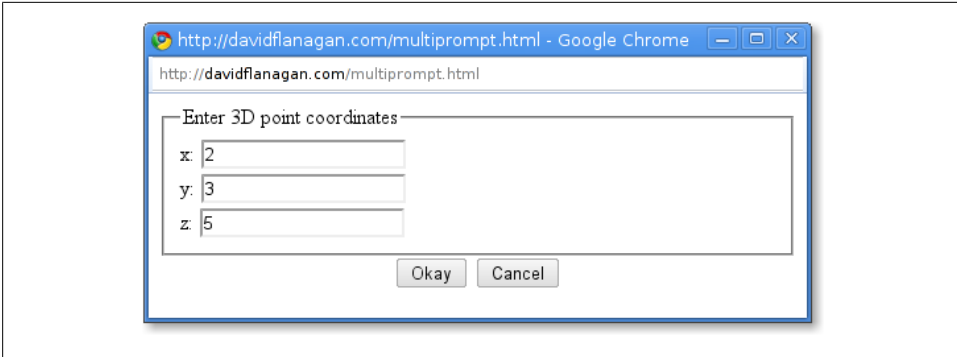 http://davidflanagan.com/multiprompt.html - Google Chrome
http://davidflanagan.com/multiprompt.html
Enter 3D point coordinates
x: 2
y: 3
z: 5
Okay Cancel